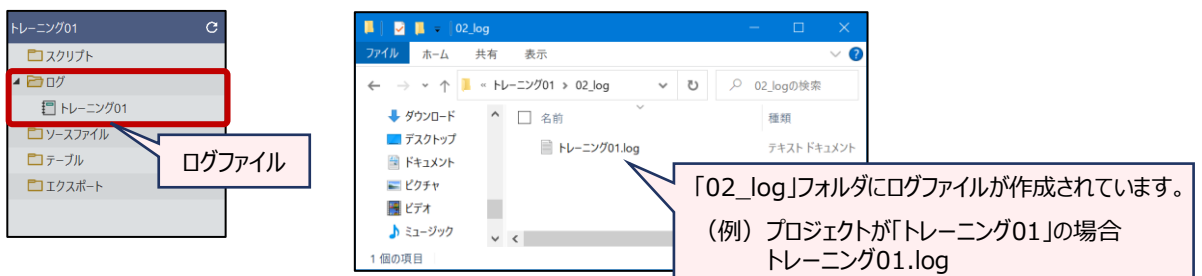 トレーニング01
スクリプト
ログ
トレーニング01
ソースファイル
テーブル
エクスポート
ログファイル
02_log
ファイル ホーム 共有 表示
« トレーニング01 › 02_log
02_logの検索
ダウンロード
デスクトップ
ドキュメント
ピクチャ
ビデオ
ミュージック
名前 種類
トレーニング01.log テキスト ドキュメント
1 個の項目
「02_log」フォルダにログファイルが作成されています。
（例）プロジェクトが「トレーニング01」の場合
トレーニング01.log